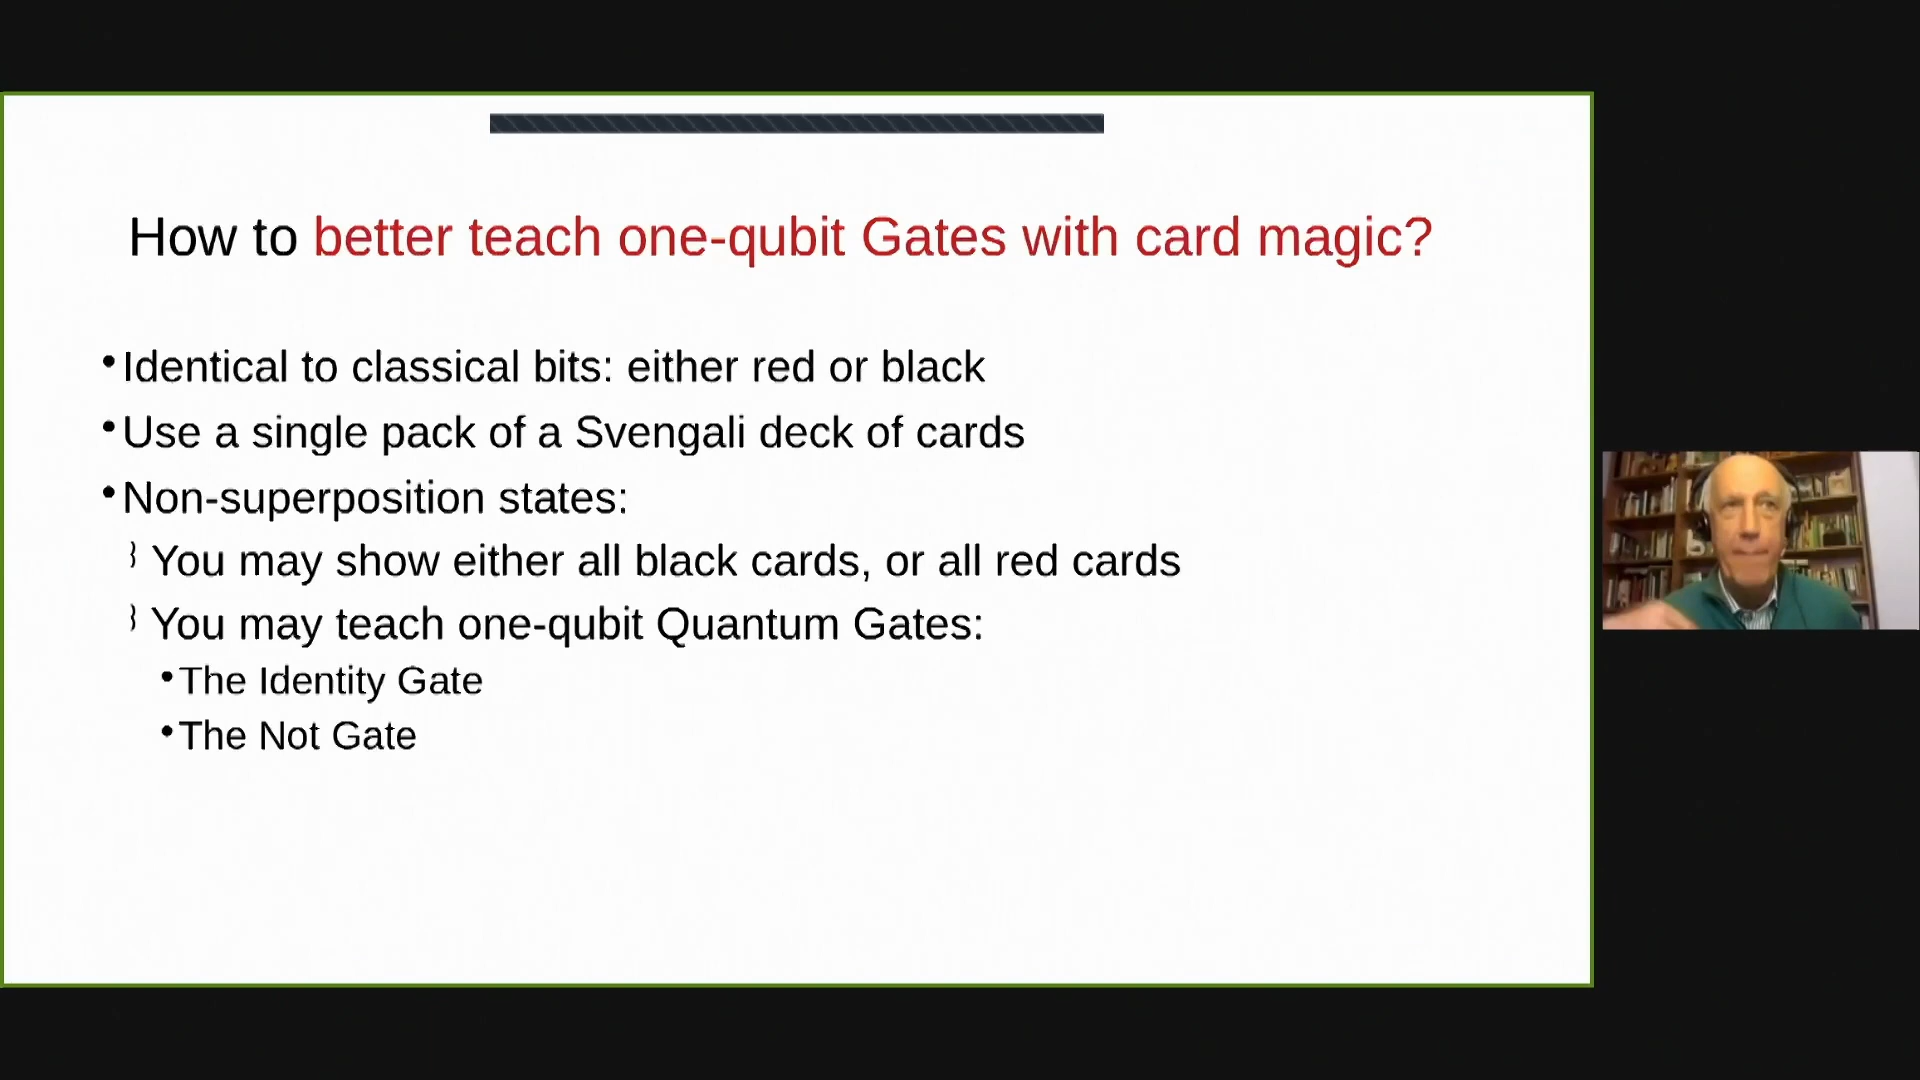 How to better teach one-qubit Gates with card magic?
•Identical to classical bits: either red or black
•Use a single pack of a Svengali deck of cards
•Non-superposition states:
You may show either all black cards, or all red cards
You may teach one-qubit Quantum Gates:
•The Identity Gate
•The Not Gate